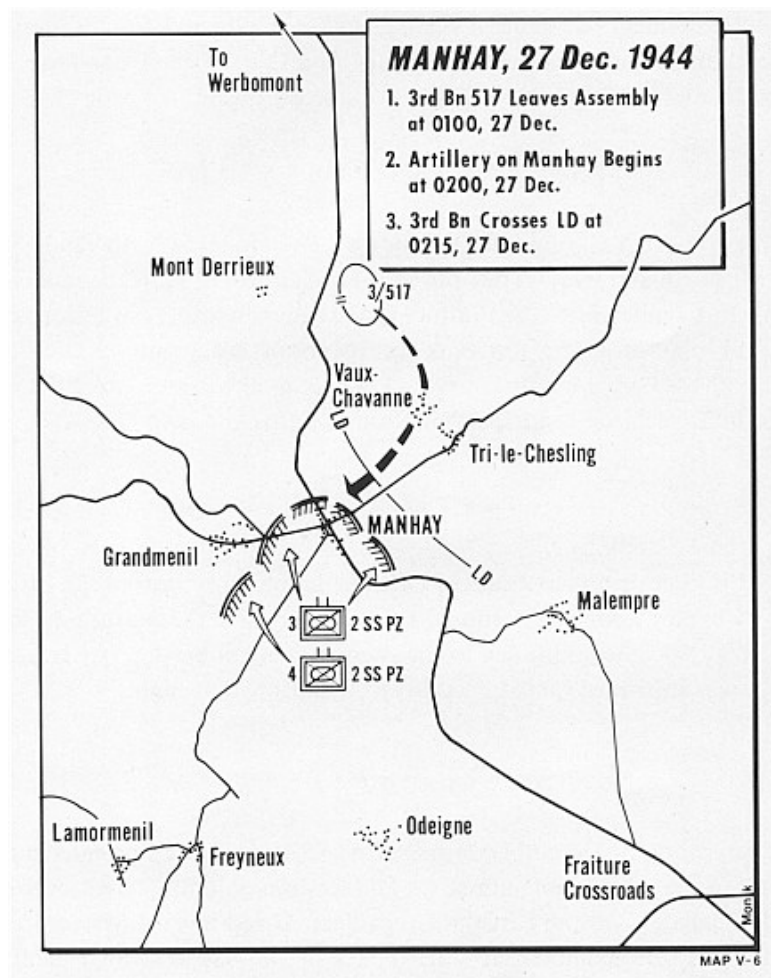 To
Werbomont
MANHAY, 27 Dec. 1944
1. 3rd Bn 517 Leaves Assembly
at 0100, 27 Dec.
2. Artillery on Manhay Begins
at 0200, 27 Dec.
3. 3rd Bn Crosses LD at
0215, 27 Dec.
Mont Derrieux
3/517
Vaux-
Chavanne
LD
Tri-le-Chesling
MANHAY
Grandmenil
LD
Malempre
3 2 SS PZ
4 2 SS PZ
Lamormenil
Freyneux
Odeigne
Fraiture
Crossroads
Monik
MAP V-6